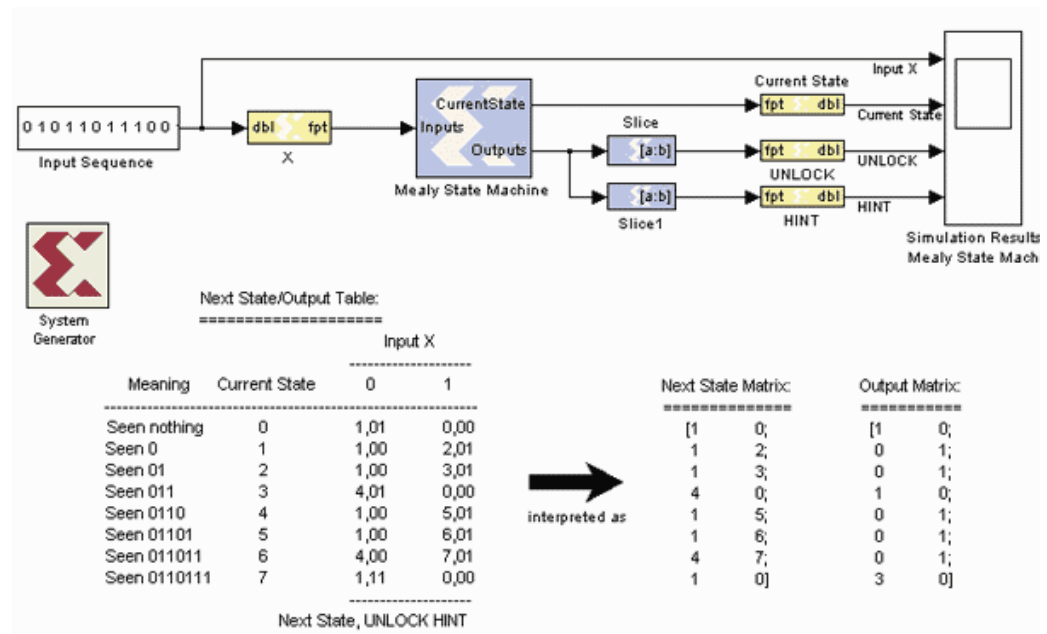 Input X
Current State
CurrentState
fpt dbl
Current State
0 1 0 1 1 0 1 1 1 0 0
dbl fpt
Inputs
Slice
Outputs
[a:b]
fpt dbl
UNLOCK
Input Sequence
X
UNLOCK
Mealy State Machine
[a:b]
fpt dbl
HINT
Slice1
HINT
Simulation Results
Mealy State Mach
System
Generator
Next State/Output Table:
=====================
Input X
----------------------
Meaning Current State 0 1
Next State Matrix: Output Matrix:
--------------------------------------------------------------------
============== ===========
Seen nothing 0 1,01 0,00 [1 0; [1 0;
Seen 0 1 1,00 2,01 1 2; 0 1;
Seen 01 2 1,00 3,01 1 3; 0 1;
Seen 011 3 4,01 0,00 4 0; 1 0;
Seen 0110 4 1,00 5,01 interpreted as 1 5; 0 1;
Seen 01101 5 1,00 6,01 1 6; 0 1;
Seen 011011 6 4,00 7,01 4 7; 0 1;
Seen 0110111 7 1,11 0,00 1 0] 3 0]
----------------------
Next State, UNLOCK HINT